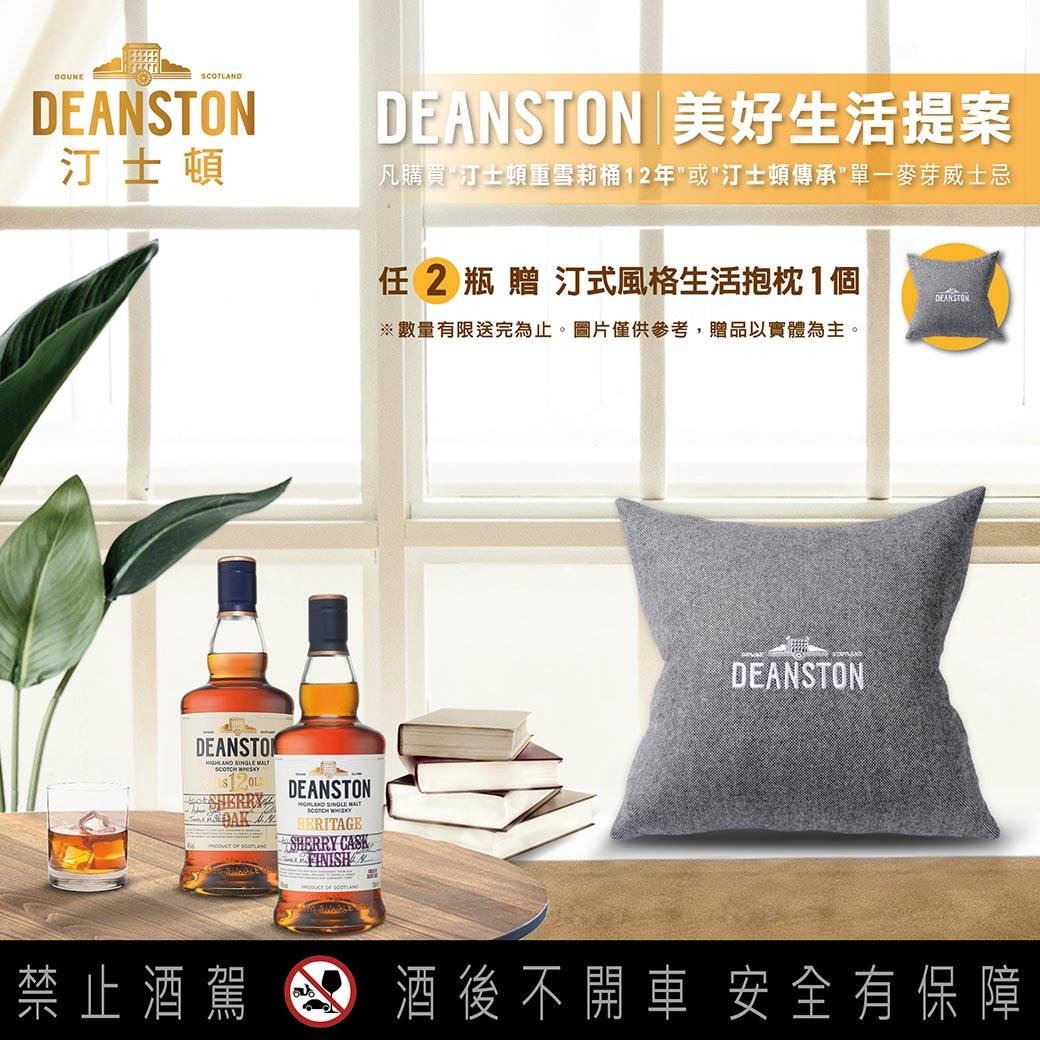 DOUNE SCOTLAND
DEANSTON
汀士頓
DEANSTON|美好生活提案
凡購買"汀士頓重雪莉桶12年"或"汀士頓傳承"單一麥芽威士忌
任2瓶 贈 汀式風格生活抱枕1個
※數量有限送完為止。圖片僅供參考，贈品以實體為主。
DEANSTON
DOUNE SCOTLAND
DEANSTON
DEANSTO
HIGHLAND SINGLE MALT
SCOTCH WHISKY
12
SHERRY
OAK
PRODUCT OF SCOTLAND
DEANSTON
HIGHLAND SINGLE MALT
SCOTCH WHISKY
HERITAGE
SHERRY CASK
FINISH
PRODUCT OF SCOTLAND
禁止酒駕 酒後不開車 安全有保障